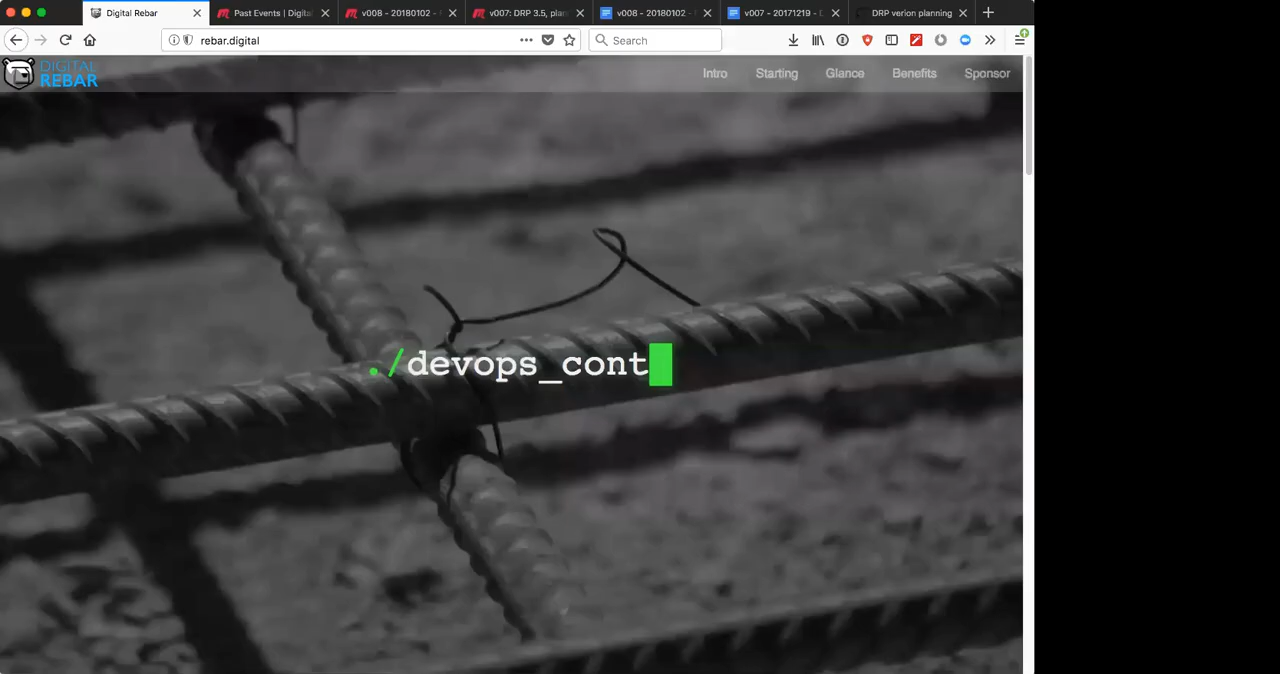 Digital Rebar
Past Events | Digita
v008 - 20180102 -
v007: DRP 3.5, plan
v008 - 20180102 -
v007 - 20171219 -
DRP verion planning
rebar.digital
Search
DIGITAL
REBAR
Intro
Starting
Glance
Benefits
Sponsor
./devops_cont